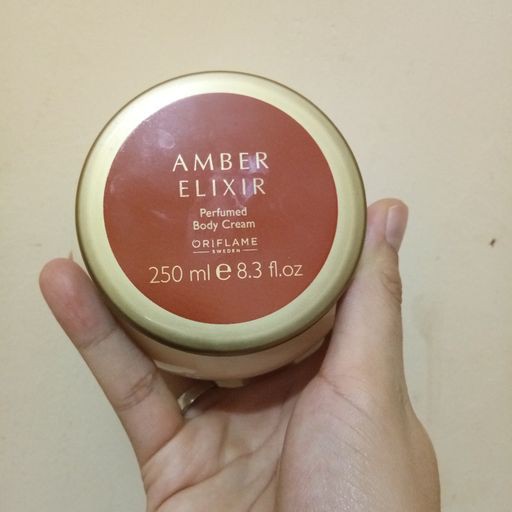 AMBER
ELIXIR
Perfumed
Body Cream
ORIFLAME
SWEDEN
250 ml e 8.3 fl.oz